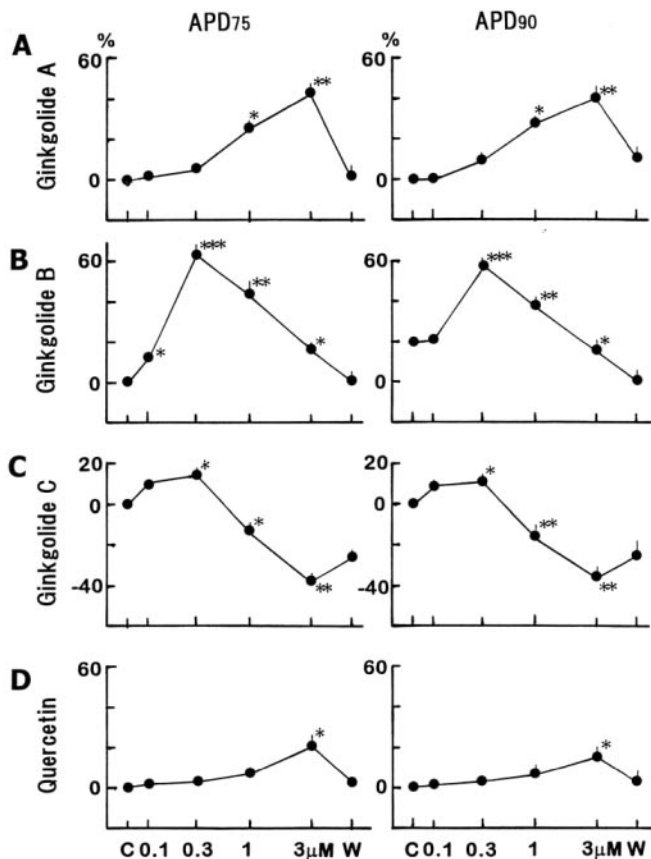 APD75 APD90
% %
A
Ginkgolide A
60 60
* ** * **
0 0
B
Ginkgolide B
60 60
* *** ** * *** ** *
0 0
C
Ginkgolide C
20 20
0 0
-40 -40
* * ** * ** **
D
Quercetin
60 60
* *
0 0
C 0.1 0.3 1 3μM W C 0.1 0.3 1 3μM W